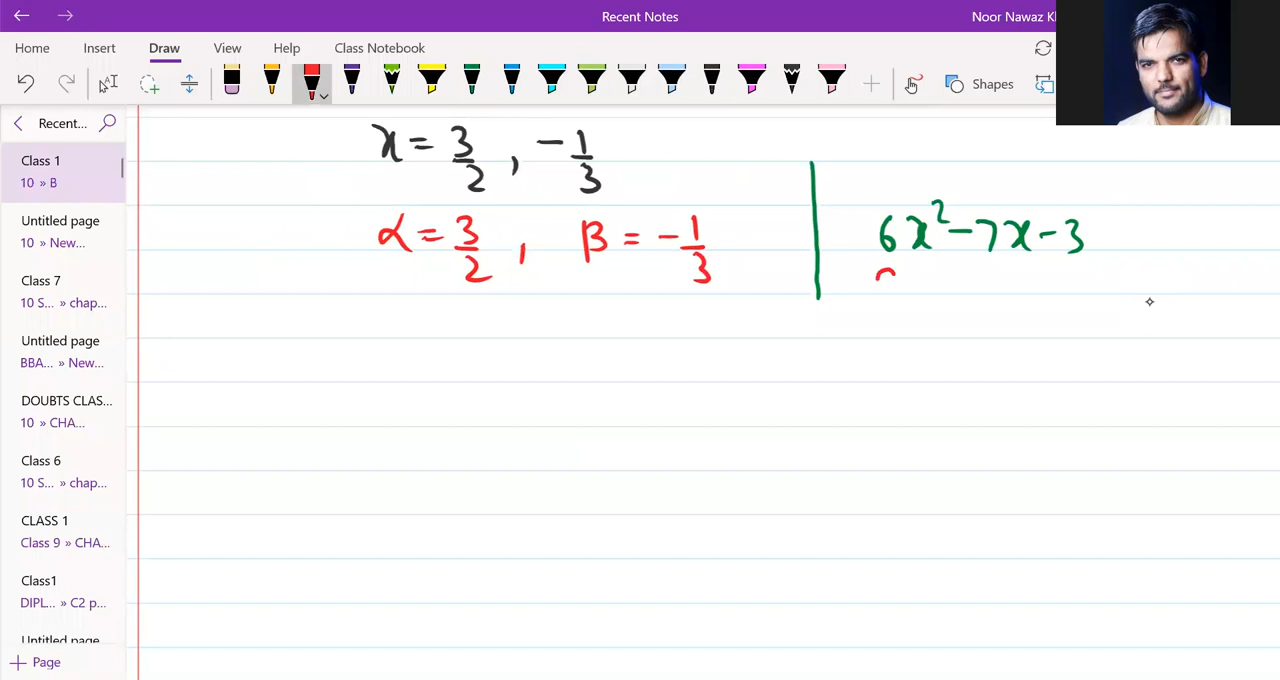 Recent Notes
Noor Nawaz
Home Insert Draw View Help Class Notebook
Shapes
Recent...
Class 1
10 » B
Untitled page
10 » New...
Class 7
10 S... » chap...
Untitled page
BBA... » New...
DOUBTS CLAS...
10 » CHA...
Class 6
10 S... » chap...
CLASS 1
Class 9 » CHA...
Class1
DIPL... » C2 p...
Untitled page
+ Page
x = 3/2 , -1/3
α = 3/2 , β = -1/3
6x² - 7x - 3